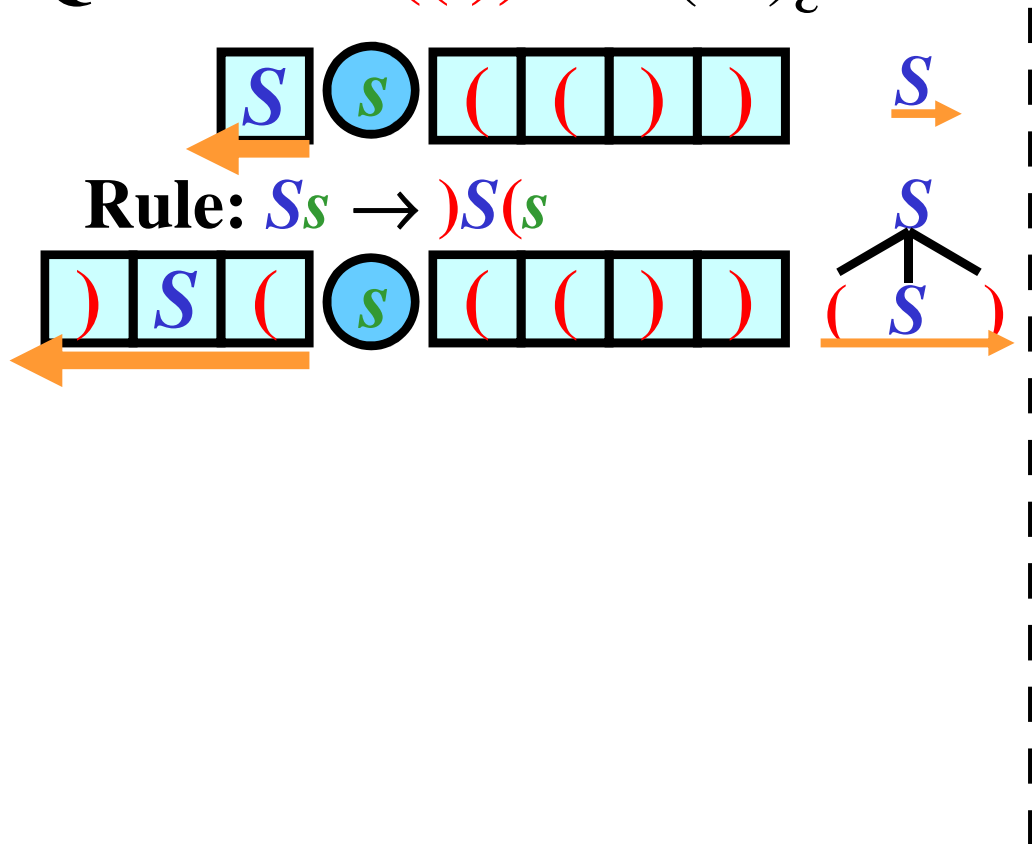 S s ( ( ) ) S
Rule: Ss → )S(s
S
) S ( s ( ( ) ) ( S )